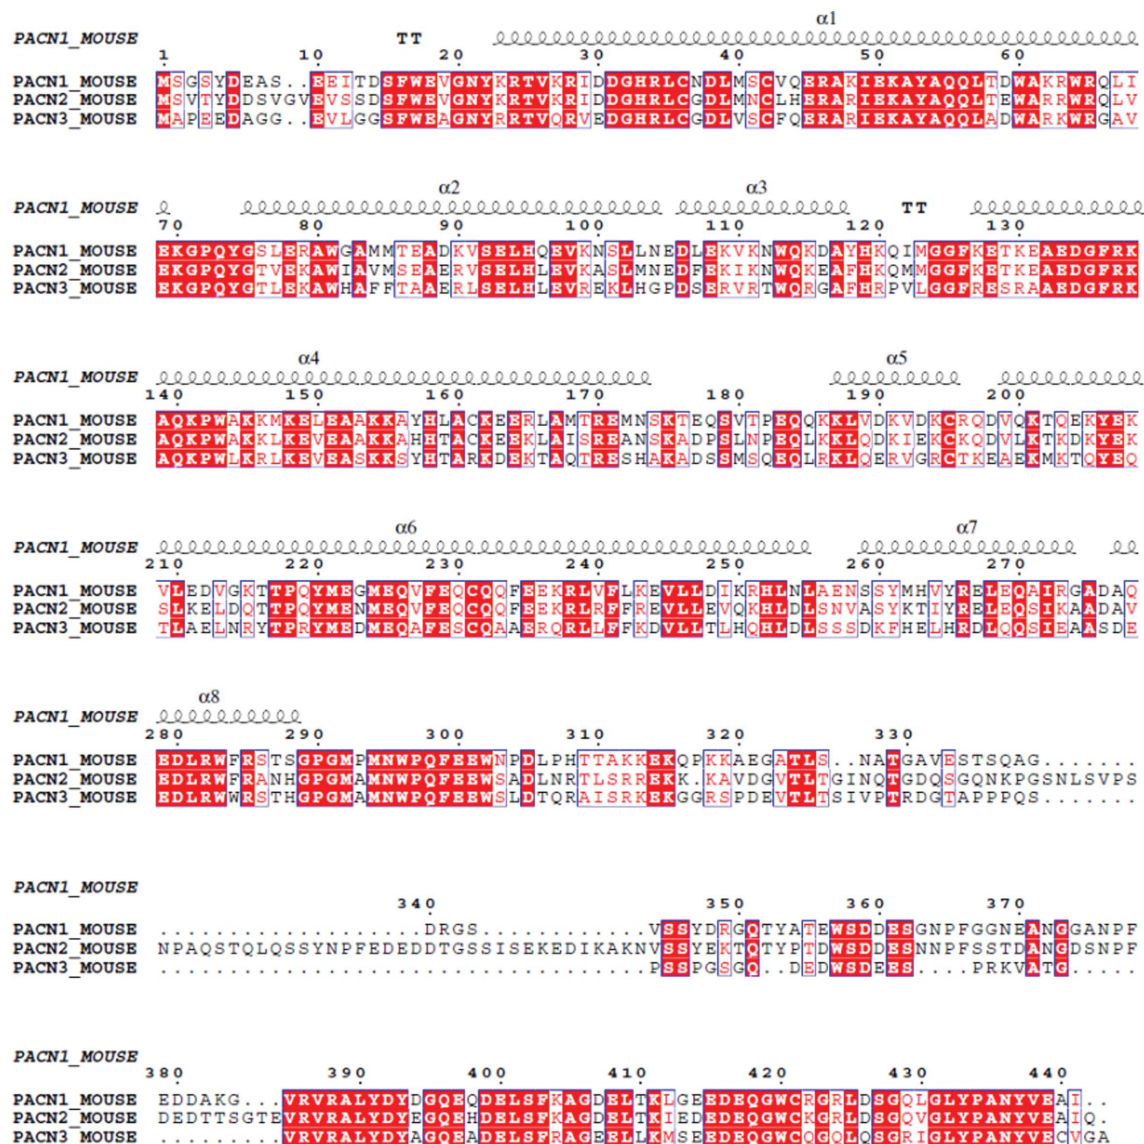 α1
PACN1_MOUSE TT
1 10 20 30 40 50 60
PACN1_MOUSE MSGSYDEAS..EEITDSFWEVGNYKRTVKRIDDGHRLCNDLMSCVQERAKIEKAYAQQLTDWAKRWRQLI
PACN2_MOUSE MSVTYDDSVGVEVSSDSFWEVGNYKRTVKRIDDGHRLCGDLMNCLHERARIEKAYAQQLTEWARRWRQLV
PACN3_MOUSE MAPEEDAGG..EVLGGSFWEAGNYRRTVQRVEDGHRLCGDLVSCFQERARIEKAYAQQLADWARKWRGAV
α2 α3
PACN1_MOUSE TT
70 80 90 100 110 120 130
PACN1_MOUSE EKGPQYGSLERAWGAMMTEADKVSELHQEVKNSLLNEDLEKVKNWQKDAYHKQIMGGFKETKEAEDGFRK
PACN2_MOUSE EKGPQYGTVEKAWIAVMSEAERVSELHLEVKASLMNEDFEKIKNWQKEAFHKQMMGGFKETKEAEDGFRK
PACN3_MOUSE EKGPQYGTLEKAWHAFFTAAERLSELHLEVREKLHGPDSERVRTWQRGAFHRPVLGGFRESRAAEDGFRK
α4 α5
PACN1_MOUSE
140 150 160 170 180 190 200
PACN1_MOUSE AQKPWAKKMKELEAAKKAYHLACKEERLAMTREMNSKTEQSVTPEQQKKLVDKVDKCRQDVQKTQEKYEK
PACN2_MOUSE AQKPWAKKLKEVEAAKKAHHTACKEEKLAISREANSKADPSLNPEQLKKLQDKIEKCKQDVLKTKDKYEK
PACN3_MOUSE AQKPWLKRLKEVEASKKSYHTARKDEKTAQTRESHAKADSSMSQEQLRKLQERVGRCTKEAEKMKTQYEQ
α6 α7
PACN1_MOUSE
210 220 230 240 250 260 270
PACN1_MOUSE VLEDVGKTTPQYMEGMEQVFEQCQQFEEKRLVFLKEVLLDIKRHLNLAENSSYMHVYRELEQAIRGADAQ
PACN2_MOUSE SLKELDQTTPQYMENMEQVFEQCQQFEEKRLRFFREVLLEVQKHLDLSNVASYKTIYRELEQSIKAADAV
PACN3_MOUSE TLAELNRYTPRYMEDMEQAFESCQAAERQRLLFFKDVLLTLHQHLDLSSSDKFHELHRDLQQSIEAASDE
α8
PACN1_MOUSE
280 290 300 310 320 330
PACN1_MOUSE EDLRWFRSTSGPGMPMNWPQFEEWNPDLPHTTAKKEKQPKKAEGATLS..NATGAVESTSQAG.......
PACN2_MOUSE EDLRWFRANHGPGMAMNWPQFEEWSADLNRTLSRREKK.KAVDGVTLTGINQTGDQSGQNKPGSNLSVPS
PACN3_MOUSE EDLRWWRSTHGPGMAMNWPQFEEWSLDTQRAISRKEKGGRSPDEVTLTSIVPTRDGTAPPPQS.......
PACN1_MOUSE
340 350 360 370
PACN1_MOUSE ...................DRGS............VSSYDRGQTYATEWSDDESGNPFGGNEANGGANPF
PACN2_MOUSE NPAQSTQLQSSYNPFEDEDDTGSSISEKEDIKAKNVSSYEKTQTYPTDWSDDESNNPFSSTDANGDSNPF
PACN3_MOUSE ...................................PSSPGSGQ..DEDWSDEES....PRKVATG.....
PACN1_MOUSE
380 390 400 410 420 430 440
PACN1_MOUSE EDDAKG...VRVRALYDYDGQEQDELSFKAGDELTKLGEEDEQGWCRGRLDSGQLGLYPANYVEAI..
PACN2_MOUSE DEDTTSGTEVRVRALYDYEGQEHDELSFKAGDELTKIEDEDEQGWCKGRLDSGQVGLYPANYVEAIQ.
PACN3_MOUSE .........VRVRALYDYAGQEADELSFRAGEELLKMSEEDEQGWCQGQLQSGRIGLYPANYVECVGA